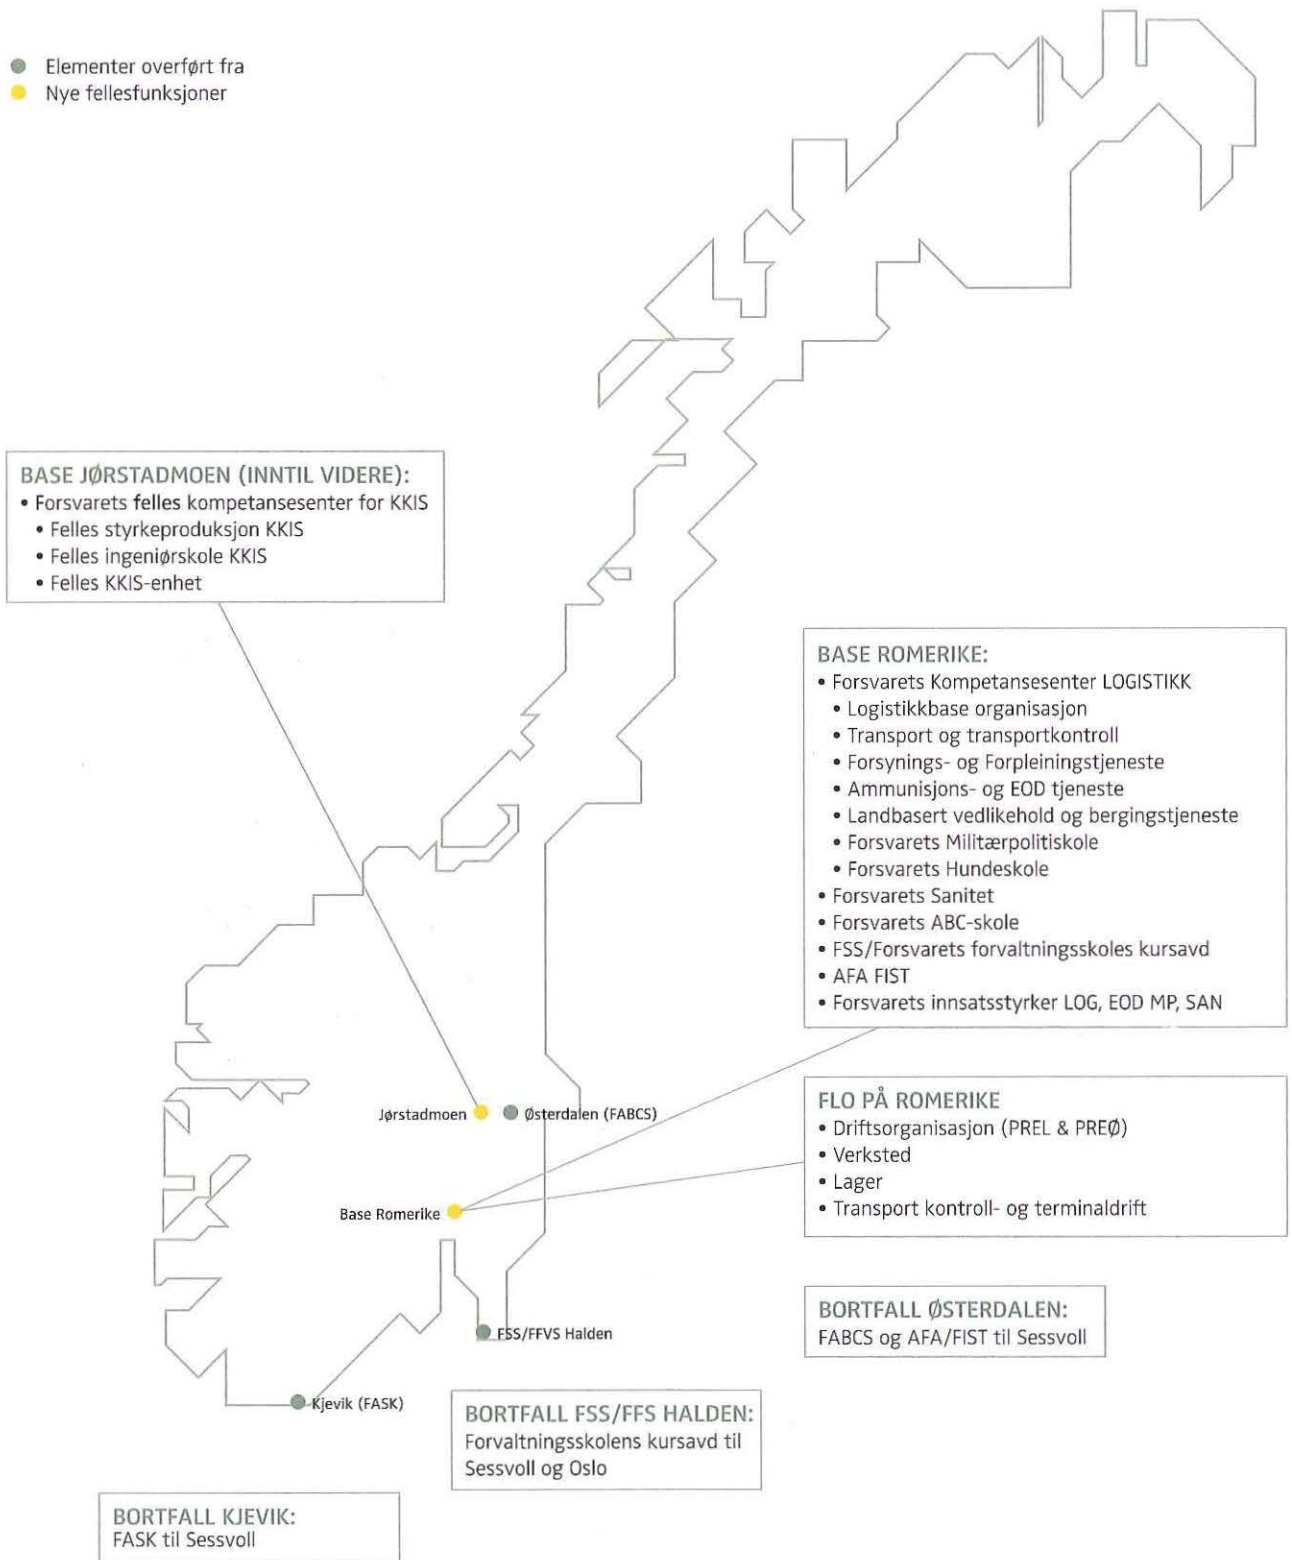 Elementer overført fra
Nye fellesfunksjoner
BASE JØRSTADMOEN (INNTIL VIDERE):
• Forsvarets felles kompetansesenter for KKIS
• Felles styrkeproduksjon KKIS
• Felles ingeniørskole KKIS
• Felles KKIS-enhet
BASE ROMERIKE:
• Forsvarets Kompetansesenter LOGISTIKK
• Logistikkbase organisasjon
• Transport og transportkontroll
• Forsynings- og Forpleiningstjeneste
• Ammunisjons- og EOD tjeneste
• Landbasert vedlikehold og bergingstjeneste
• Forsvarets Militærpolitiskole
• Forsvarets Hundeskole
• Forsvarets Sanitet
• Forsvarets ABC-skole
• FSS/Forsvarets forvaltningsskoles kursavd
• AFA FIST
• Forsvarets innsatsstyrker LOG, EOD MP, SAN
Jørstadmoen
Østerdalen (FABCS)
FLO PÅ ROMERIKE
• Driftsorganisasjon (PREL & PREØ)
• Verksted
• Lager
• Transport kontroll- og terminaldrift
Base Romerike
BORTFALL ØSTERDALEN:
FABCS og AFA/FIST til Sessvoll
FSS/FFVS Halden
Kjevik (FASK)
BORTFALL FSS/FFS HALDEN:
Forvaltningsskolens kursavd til
Sessvoll og Oslo
BORTFALL KJEVIK:
FASK til Sessvoll